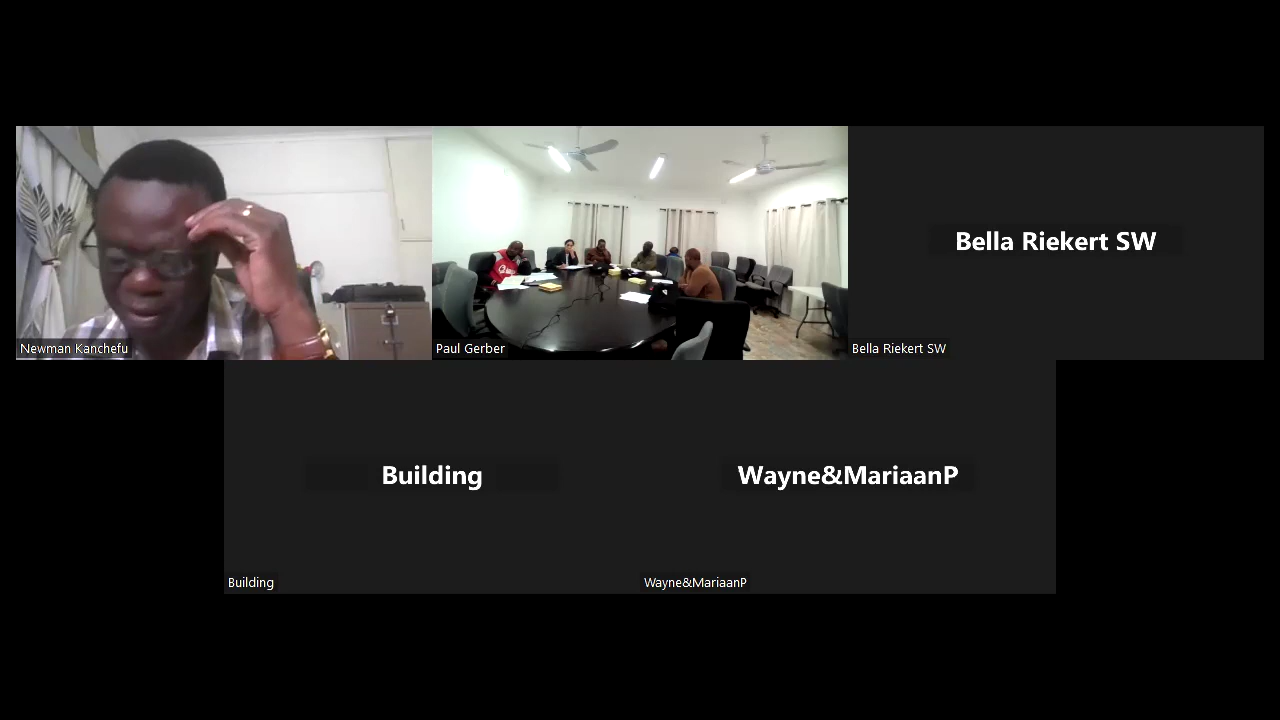 Newman Kanchefu
Paul Gerber
Bella Riekert SW
Bella Riekert SW
Building
Wayne&MariaanP
Building
Wayne&MariaanP